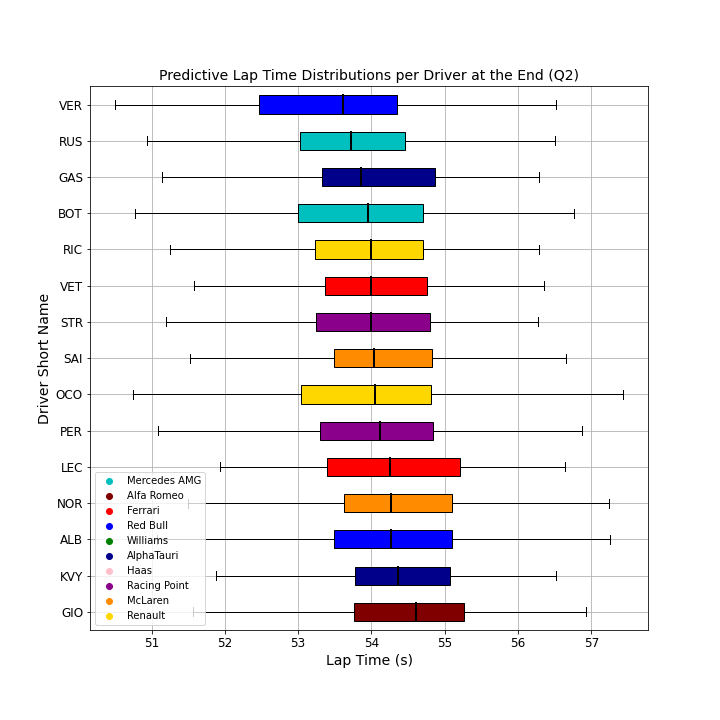 Predictive Lap Time Distributions per Driver at the End (Q2)
VER
RUS
GAS
BOT
RIC
VET
STR
SAI
OCO
PER
LEC
NOR
ALB
KVY
GIO
Driver Short Name
Mercedes AMG
Alfa Romeo
Ferrari
Red Bull
Williams
AlphaTauri
Haas
Racing Point
McLaren
Renault
51 52 53 54 55 56 57
Lap Time (s)